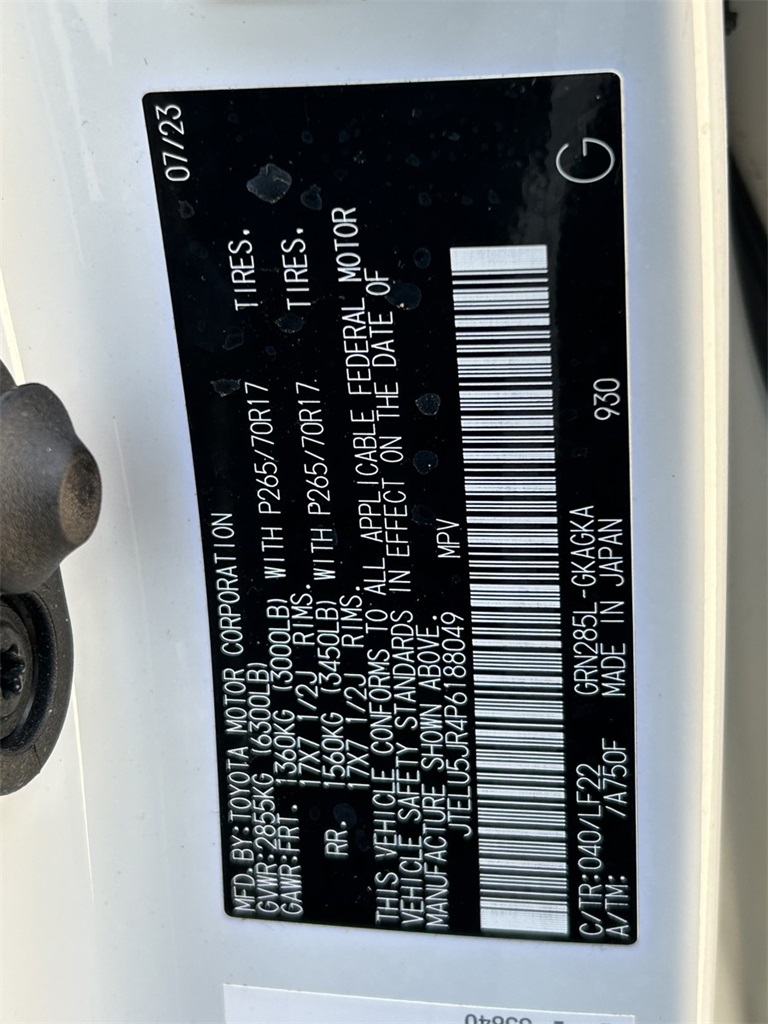 MFD. BY: TOYOTA MOTOR CORPORATION 07/23
GVWR: 2855KG (6300LB)
GAWR: FRT. 1360KG (3000LB) WITH P265/70R17 TIRES.
17X7 1/2J RIMS.
RR. 1560KG (3450LB) WITH P265/70R17 TIRES.
17X7 1/2J RIMS.
THIS VEHICLE CONFORMS TO ALL APPLICABLE FEDERAL MOTOR
VEHICLE SAFETY STANDARDS IN EFFECT ON THE DATE OF
MANUFACTURE SHOWN ABOVE.
JTELU5JR4P6188049 MPV
C/TR: 040/LF22 GRN285L-GKAGKA
A/TM: /A750F MADE IN JAPAN 930 G